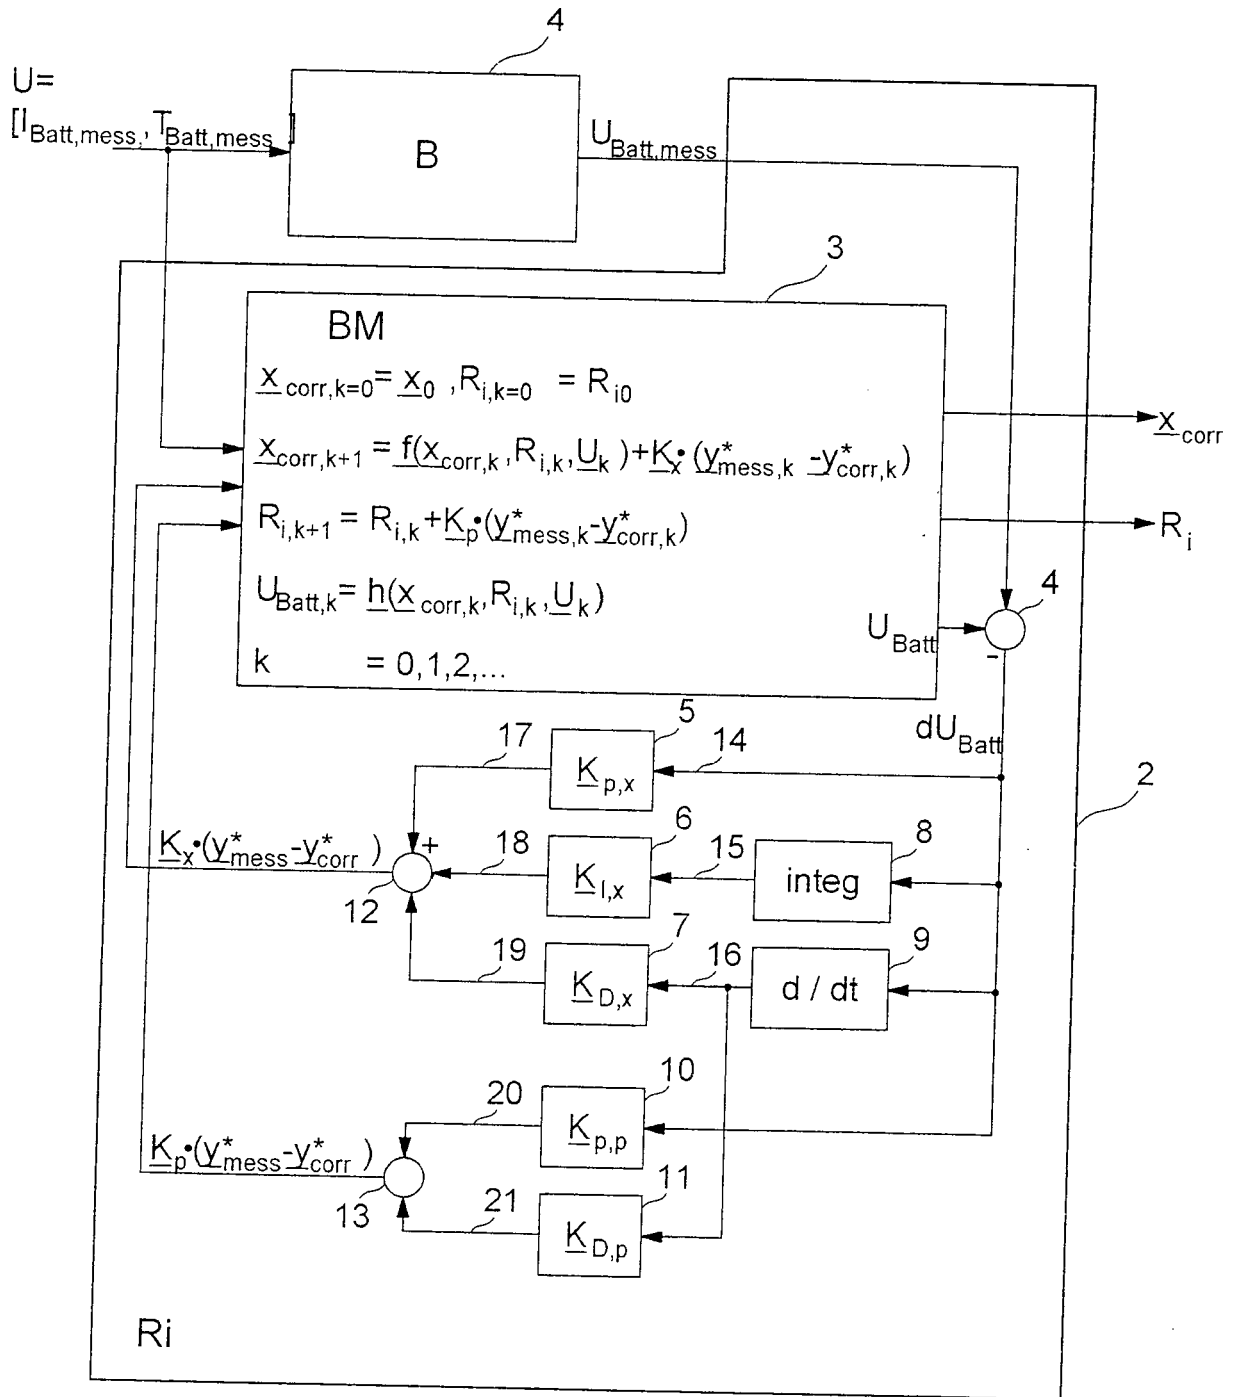 4
U=
[I_Batt,mess, , T_Batt,mess ]
B
U_Batt,mess
3
BM
x_corr,k=0 = x_0 , R_i,k=0 = R_i0
x_corr,k+1 = f(x_corr,k , R_i,k , U_k) + K_x • (y*_mess,k - y*_corr,k)
x_corr
R_i,k+1 = R_i,k + K_p • (y*_mess,k - y*_corr,k)
R_i
U_Batt,k = h(x_corr,k , R_i,k , U_k)
4
U_Batt
-
k = 0,1,2,...
dU_Batt
17
5
14
K_p,x
2
K_x • (y*_mess - y*_corr)
+
18
6
15
8
K_I,x
integ
12
19
7
16
9
K_D,x
d / dt
20
10
K_p,p
K_p • (y*_mess - y*_corr)
13
21
11
K_D,p
Ri